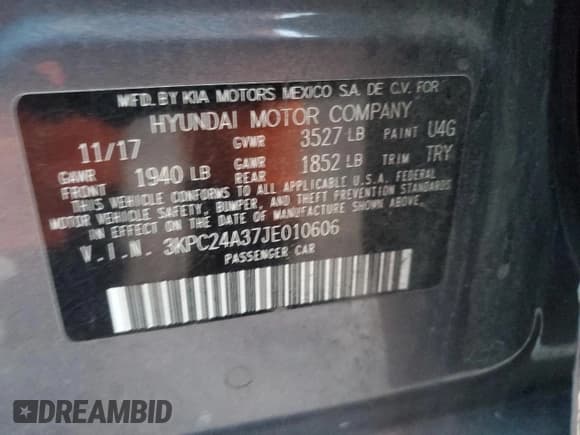 MFD. BY KIA MOTORS MEXICO S.A. DE C.V. FOR
HYUNDAI MOTOR COMPANY
11/17 GVWR 3527 LB PAINT U4G
GAWR FRONT 1940 LB GAWR REAR 1852 LB TRIM TRY
THIS VEHICLE CONFORMS TO ALL APPLICABLE U.S.A. FEDERAL
MOTOR VEHICLE SAFETY, BUMPER, AND THEFT PREVENTION STANDARDS
IN EFFECT ON THE DATE OF MANUFACTURE SHOWN ABOVE.
V.I.N. 3KPC24A37JE010606
PASSENGER CAR
DREAMBID